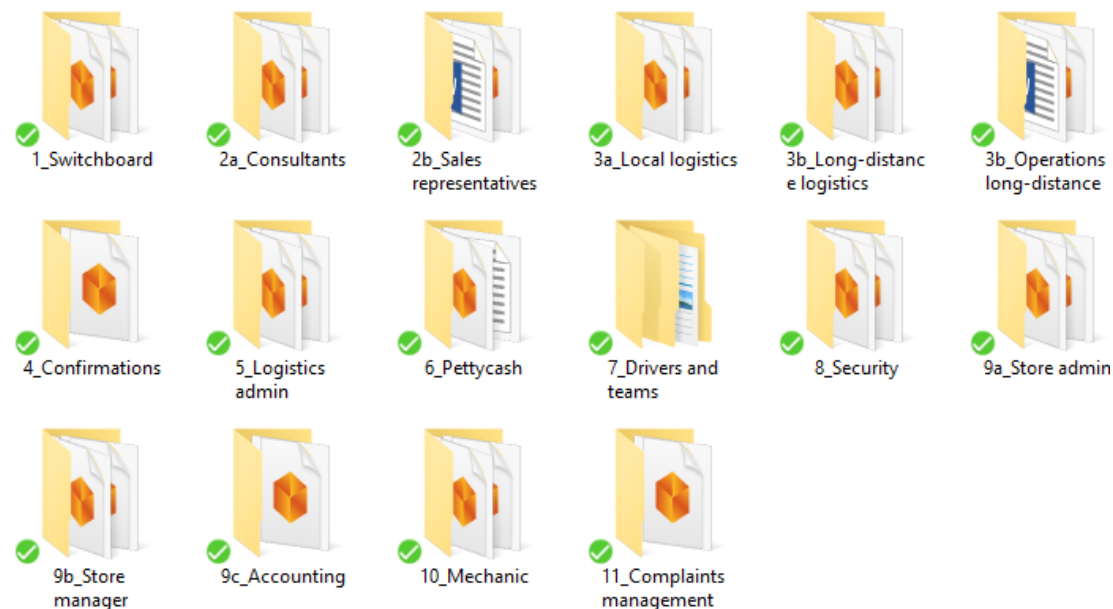 1_Switchboard
2a_Consultants
2b_Sales
representatives
3a_Local logistics
3b_Long-distanc
e logistics
3b_Operations
long-distance
4_Confirmations
5_Logistics
admin
6_Pettycash
7_Drivers and
teams
8_Security
9a_Store admin
9b_Store
manager
9c_Accounting
10_Mechanic
11_Complaints
management